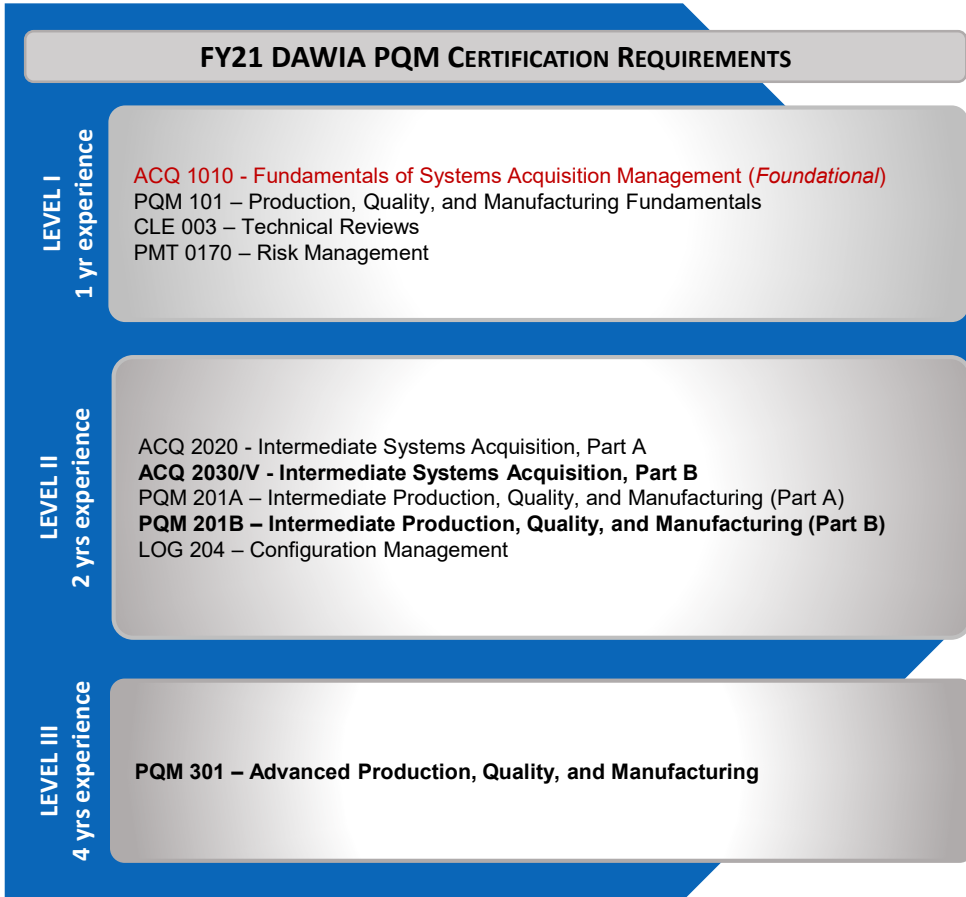 FY21 DAWIA PQM CERTIFICATION REQUIREMENTS
LEVEL I
1 yr experience
ACQ 1010 - Fundamentals of Systems Acquisition Management (Foundational)
PQM 101 – Production, Quality, and Manufacturing Fundamentals
CLE 003 – Technical Reviews
PMT 0170 – Risk Management
LEVEL II
2 yrs experience
ACQ 2020 - Intermediate Systems Acquisition, Part A
ACQ 2030/V - Intermediate Systems Acquisition, Part B
PQM 201A – Intermediate Production, Quality, and Manufacturing (Part A)
PQM 201B – Intermediate Production, Quality, and Manufacturing (Part B)
LOG 204 – Configuration Management
LEVEL III
4 yrs experience
PQM 301 – Advanced Production, Quality, and Manufacturing